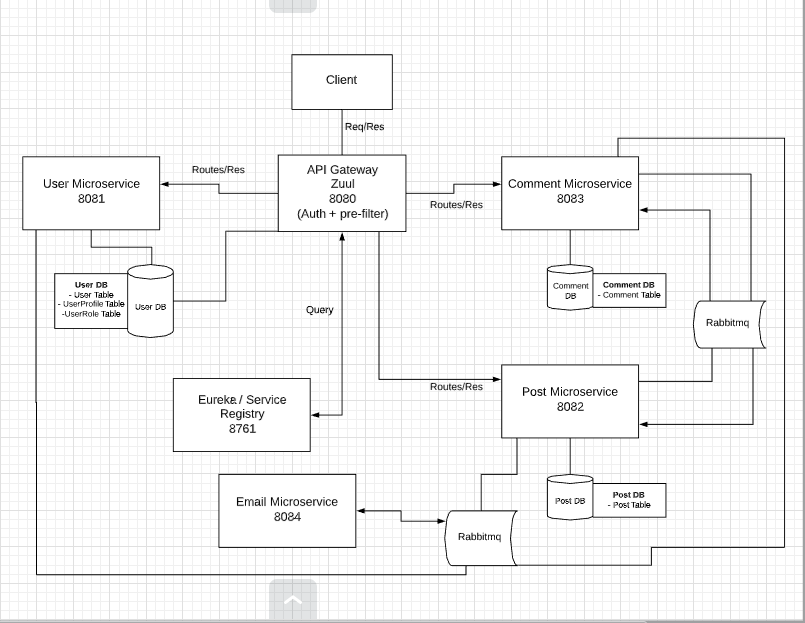 Client
Req/Res
API Gateway
Zuul
8080
(Auth + pre-filter)
Routes/Res
User Microservice
8081
Routes/Res
Comment Microservice
8083
User DB
- User Table
- UserProfile Table
-UserRole Table
User DB
Comment
DB
Comment DB
- Comment Table
Query
Rabbitmq
Eureka / Service
Registry
8761
Routes/Res
Post Microservice
8082
Email Microservice
8084
Post DB
Post DB
- Post Table
Rabbitmq